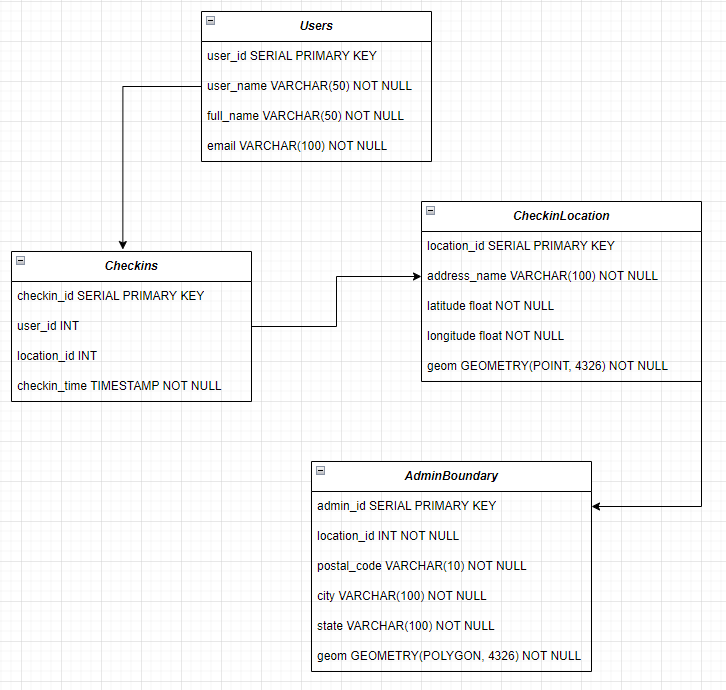 Users
user_id SERIAL PRIMARY KEY
user_name VARCHAR(50) NOT NULL
full_name VARCHAR(50) NOT NULL
email VARCHAR(100) NOT NULL
CheckinLocation
location_id SERIAL PRIMARY KEY
address_name VARCHAR(100) NOT NULL
latitude float NOT NULL
longitude float NOT NULL
geom GEOMETRY(POINT, 4326) NOT NULL
Checkins
checkin_id SERIAL PRIMARY KEY
user_id INT
location_id INT
checkin_time TIMESTAMP NOT NULL
AdminBoundary
admin_id SERIAL PRIMARY KEY
location_id INT NOT NULL
postal_code VARCHAR(10) NOT NULL
city VARCHAR(100) NOT NULL
state VARCHAR(100) NOT NULL
geom GEOMETRY(POLYGON, 4326) NOT NULL